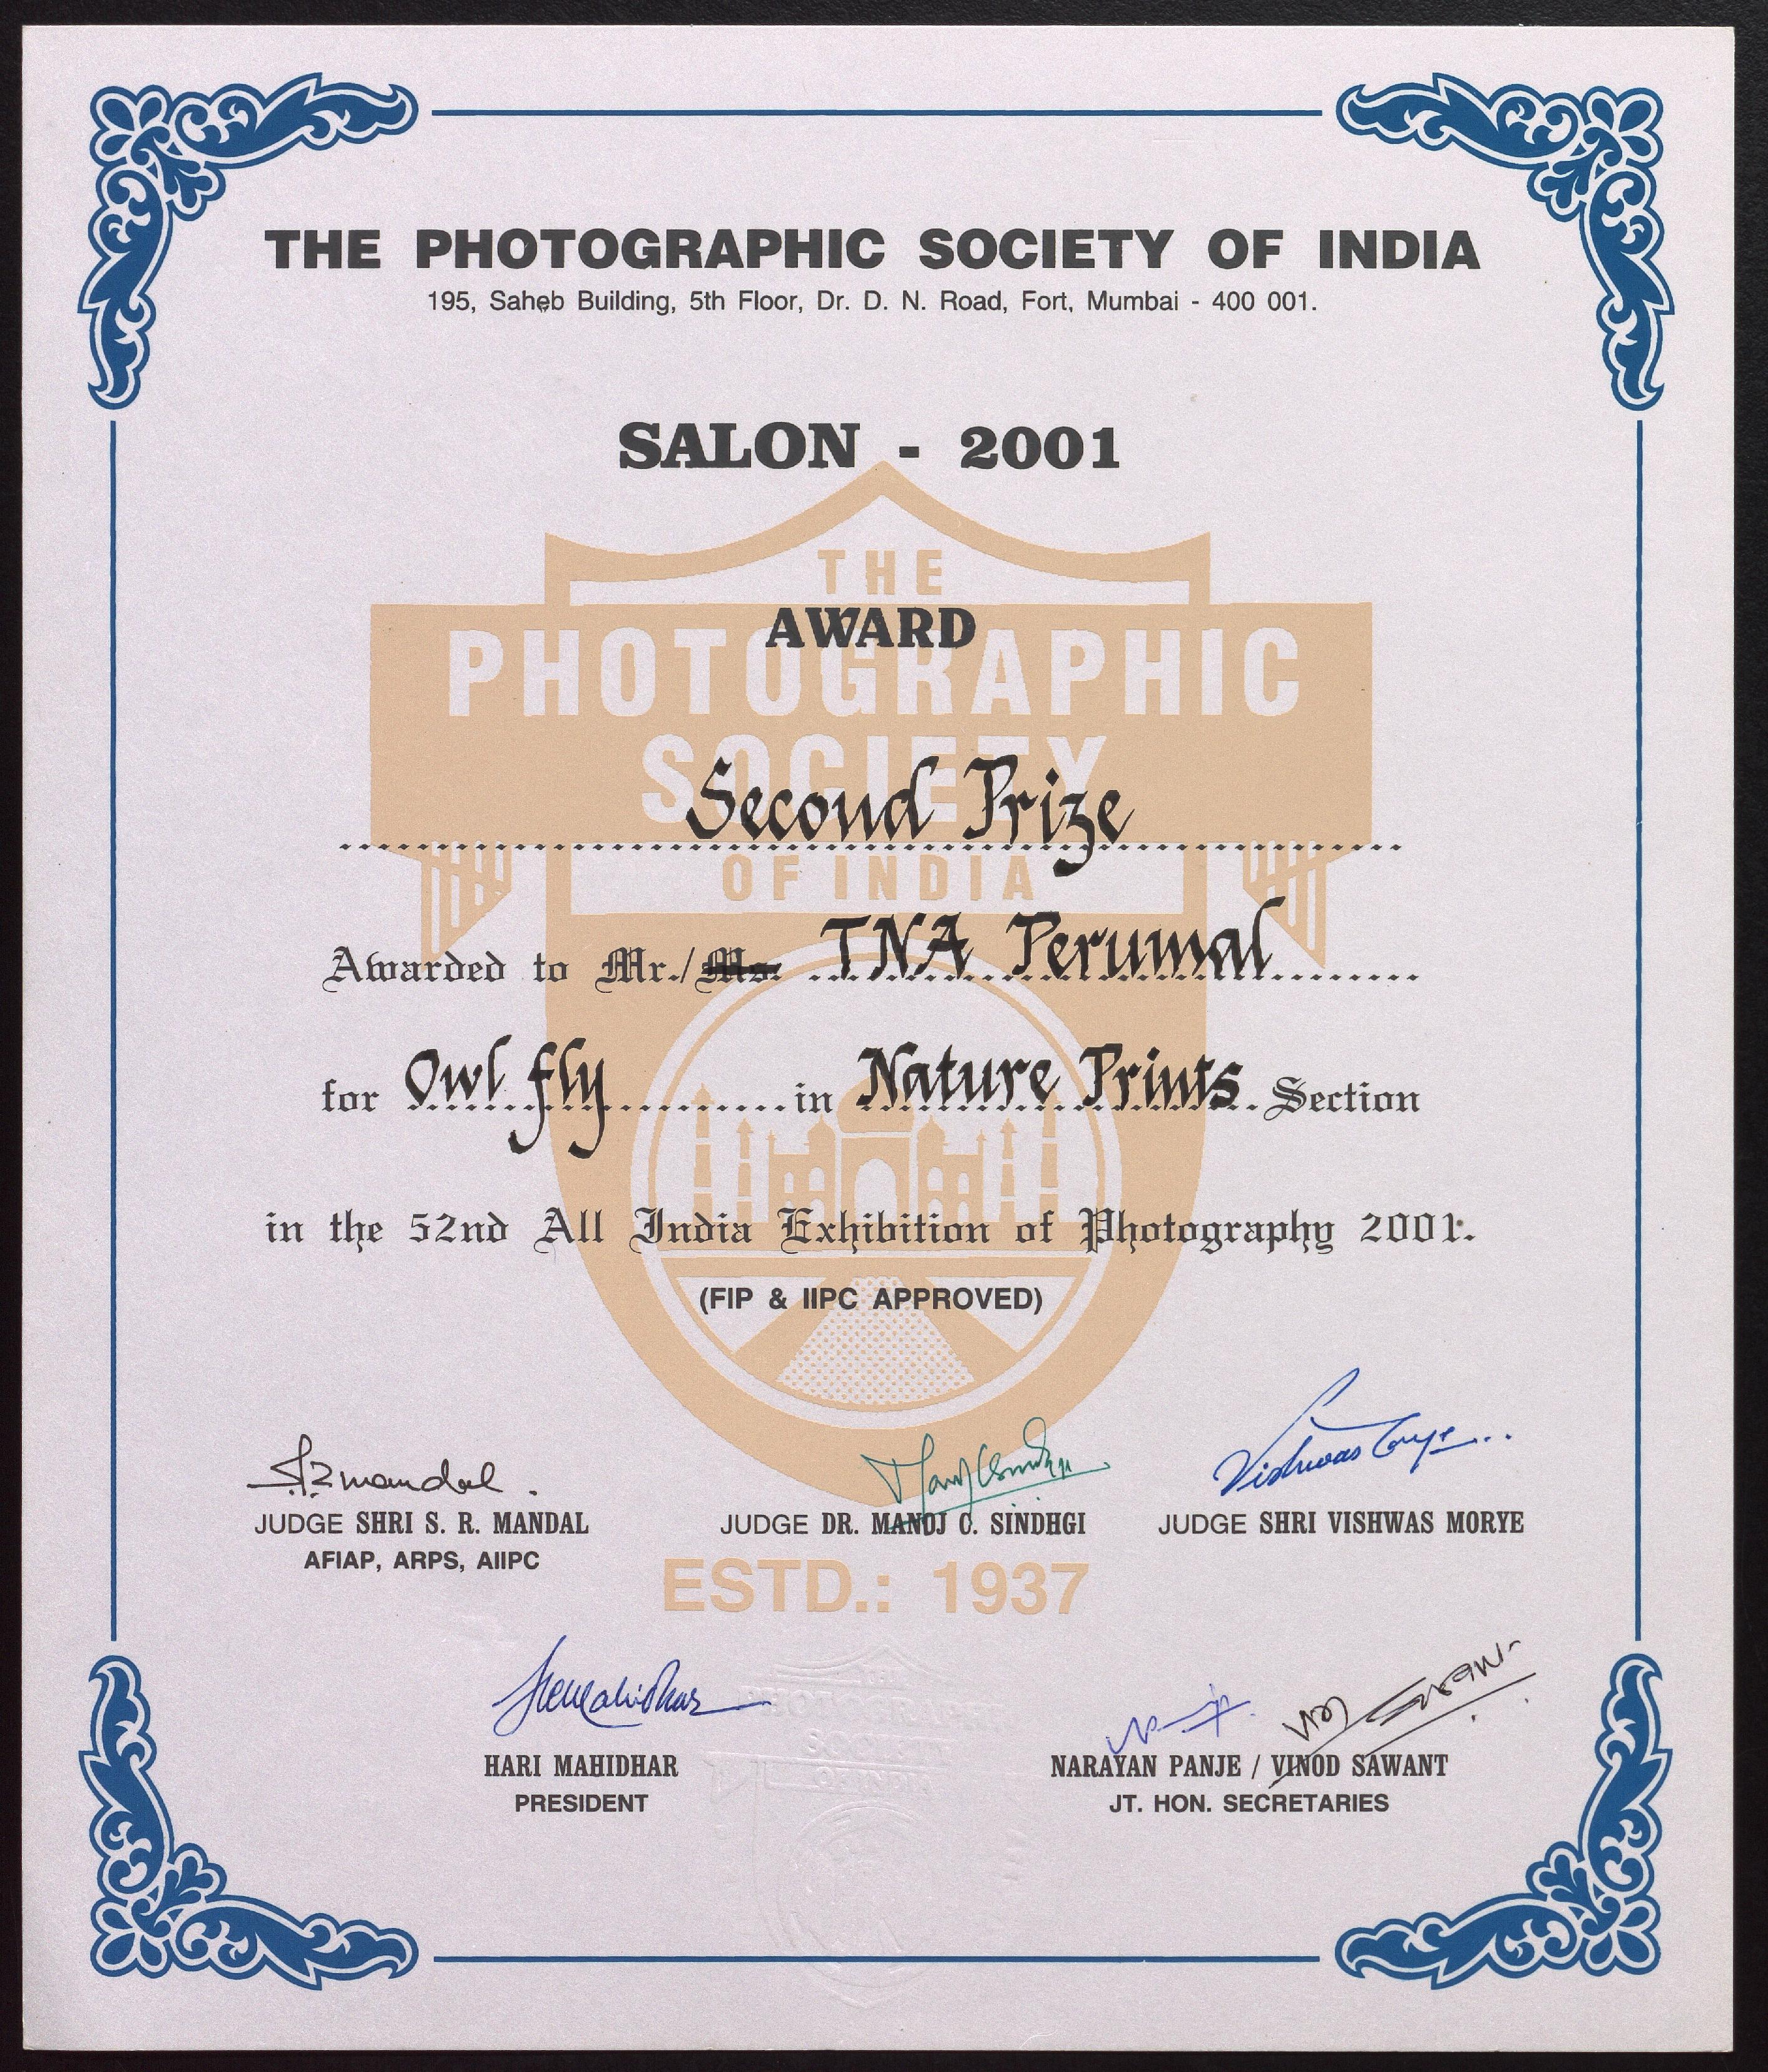 THE PHOTOGRAPHIC SOCIETY OF INDIA
195, Saheb Building, 5th Floor, Dr. D. N. Road, Fort, Mumbai - 400 001.
SALON - 2001
THE
AWARD
PHOTOGRAPHIC
SOCIETY
Second Prize
OF INDIA
Awarded to Mr./Ms. TNA Perumal
for Owl fly in Nature Prints Section
in the 52nd All India Exhibition of Photography 2001.
(FIP & IIPC APPROVED)
S R Mandal
Vishwas Morye
JUDGE SHRI S. R. MANDAL JUDGE DR. MANOJ C. SINDHGI JUDGE SHRI VISHWAS MORYE
AFIAP, ARPS, AIIPC
ESTD.: 1937
HARI MAHIDHAR NARAYAN PANJE / VINOD SAWANT
PRESIDENT JT. HON. SECRETARIES